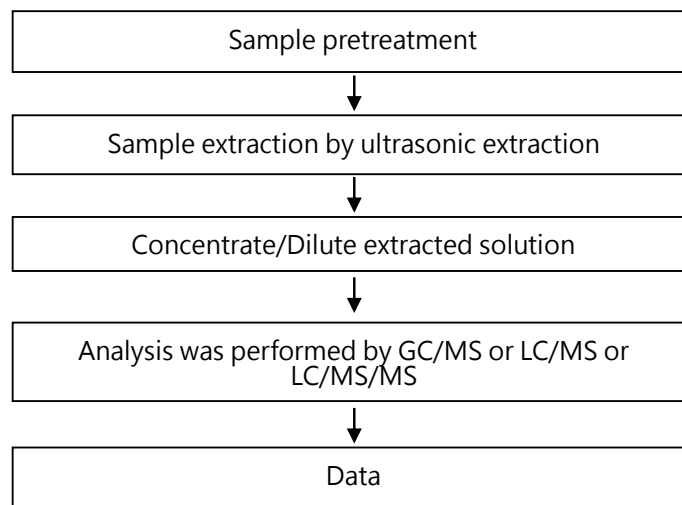 Sample pretreatment
Sample extraction by ultrasonic extraction
Concentrate/Dilute extracted solution
Analysis was performed by GC/MS or LC/MS or
LC/MS/MS
Data